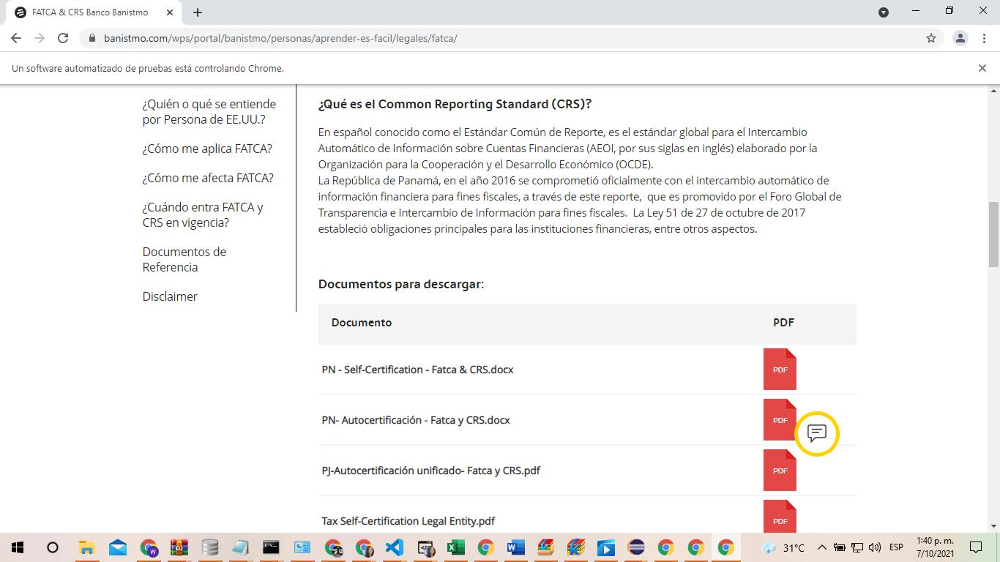 FATCA & CRS Banco Banistmo
banistmo.com/wps/portal/banistmo/personas/aprender-es-facil/legales/fatca/
Un software automatizado de pruebas está controlando Chrome.
¿Quién o qué se entiende
por Persona de EE.UU.?
¿Cómo me aplica FATCA?
¿Cómo me afecta FATCA?
¿Cuándo entra FATCA y
CRS en vigencia?
Documentos de
Referencia
Disclaimer
¿Qué es el Common Reporting Standard (CRS)?
En español conocido como el Estándar Común de Reporte, es el estándar global para el Intercambio
Automático de Información sobre Cuentas Financieras (AEOI, por sus siglas en inglés) elaborado por la
Organización para la Cooperación y el Desarrollo Económico (OCDE).
La República de Panamá, en el año 2016 se comprometió oficialmente con el intercambio automático de
información financiera para fines fiscales, a través de este reporte, que es promovido por el Foro Global de
Transparencia e Intercambio de Información para fines fiscales. La Ley 51 de 27 de octubre de 2017
estableció obligaciones principales para las instituciones financieras, entre otros aspectos.
Documentos para descargar:
Documento PDF
PN - Self-Certification - Fatca & CRS.docx PDF
PN- Autocertificación - Fatca y CRS.docx PDF
PJ-Autocertificación unificado- Fatca y CRS.pdf PDF
Tax Self-Certification Legal Entity.pdf PDF
31°C ESP 1:40 p. m.
7/10/2021